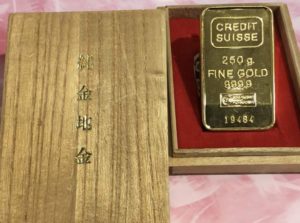 純金地金
CREDIT
SUISSE
250 g.
FINE GOLD
999,9
19484